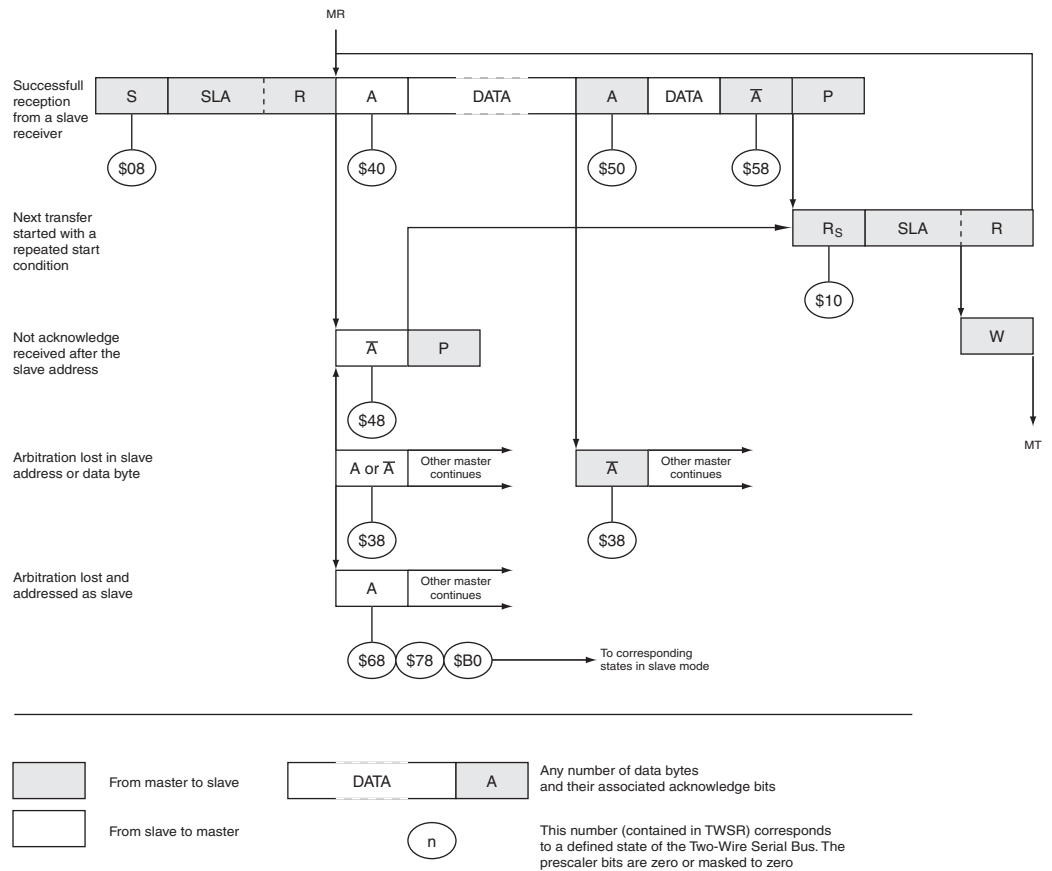 MR
Successfull
reception
from a slave
receiver
S SLA R A DATA A DATA A̅ P
$08 $40 $50 $58
Next transfer
started with a
repeated start
condition
RS SLA R
$10
Not acknowledge
received after the
slave address
A̅ P
W
$48
MT
Arbitration lost in slave
address or data byte
A or A̅ Other master
continues
A̅ Other master
continues
$38 $38
Arbitration lost and
addressed as slave
A Other master
continues
$68 $78 $B0
To corresponding
states in slave mode
From master to slave
DATA A
Any number of data bytes
and their associated acknowledge bits
From slave to master
n
This number (contained in TWSR) corresponds
to a defined state of the Two-Wire Serial Bus. The
prescaler bits are zero or masked to zero